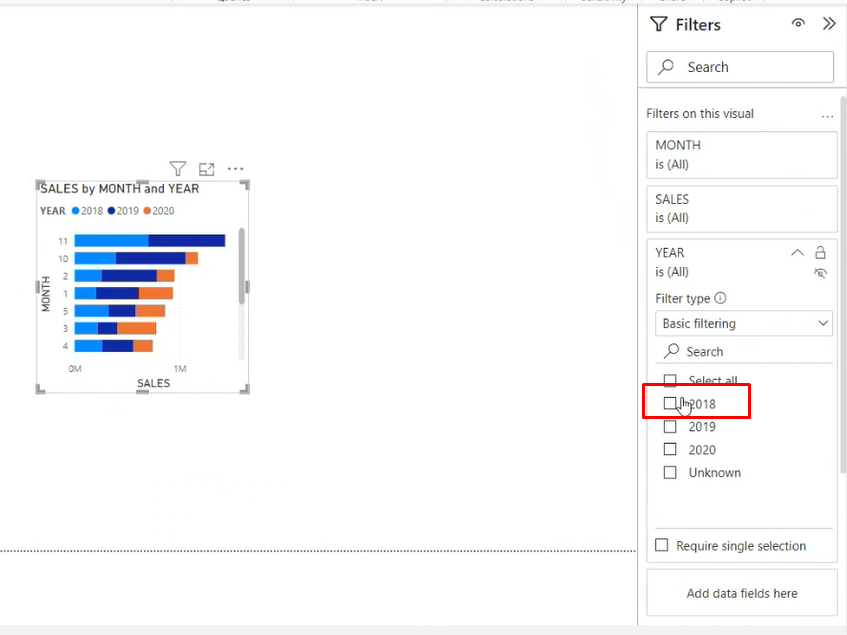 Filters
Search
Filters on this visual
MONTH
is (All)
SALES
is (All)
YEAR
is (All)
Filter type
Basic filtering
Search
Select all
2018
2019
2020
Unknown
Require single selection
Add data fields here
SALES by MONTH and YEAR
YEAR 2018 2019 2020
11
10
2
1
5
3
4
MONTH
0M 1M
SALES